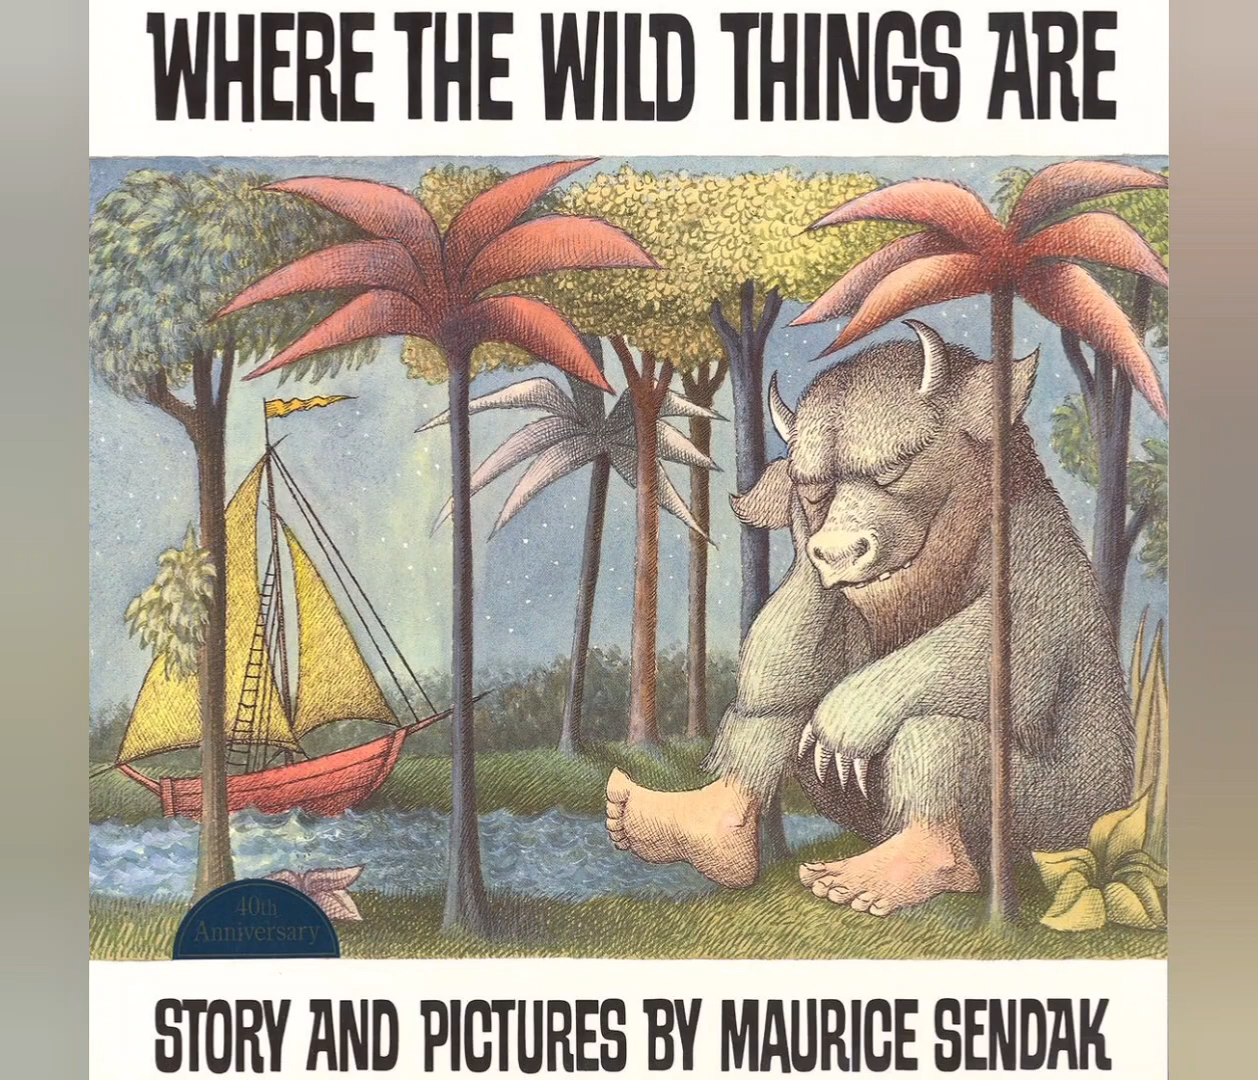 WHERE THE WILD THINGS ARE
40th
Anniversary
STORY AND PICTURES BY MAURICE SENDAK